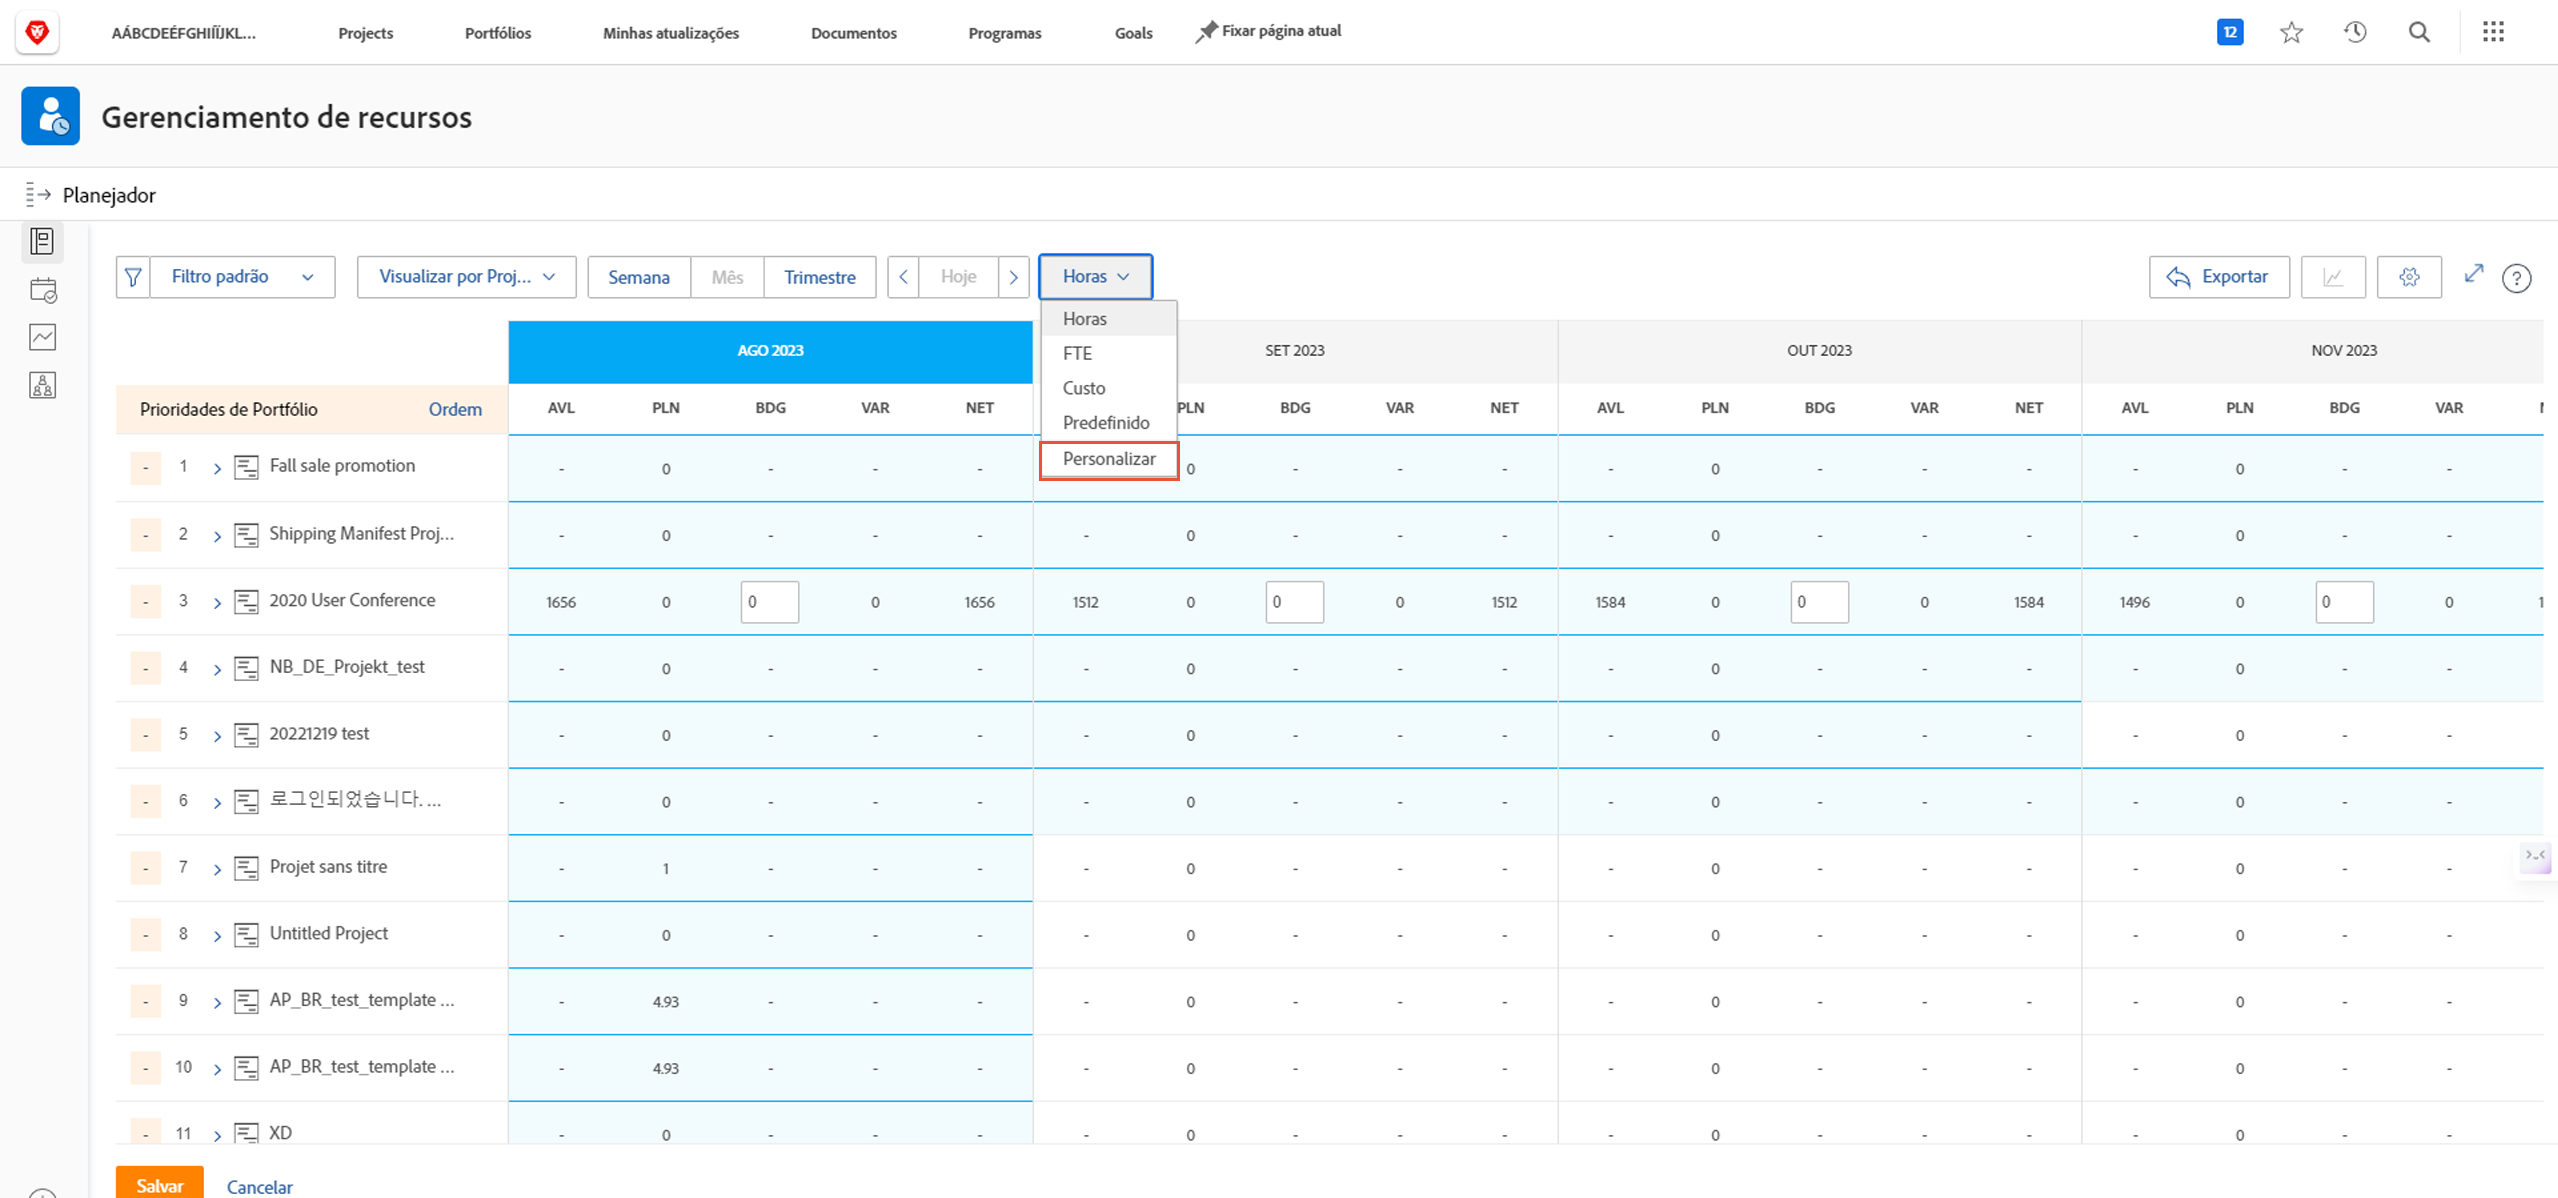 AÁBCDEÉFGHIÍÏJKL... Projects Portfólios Minhas atualizações Documentos Programas Goals Fixar página atual 12
Gerenciamento de recursos
Planejador
Filtro padrão Visualizar por Proj... Semana Mês Trimestre Hoje Horas Exportar ?
Horas
FTE
Custo
Predefinido
Personalizar
AGO 2023 SET 2023 OUT 2023 NOV 2023
Prioridades de Portfólio Ordem AVL PLN BDG VAR NET PLN BDG VAR NET AVL PLN BDG VAR NET AVL PLN BDG VAR
- 1 Fall sale promotion - 0 - - - 0 - - - - 0 - - - - 0 - -
- 2 Shipping Manifest Proj... - 0 - - - - 0 - - - - 0 - - - - 0 - -
- 3 2020 User Conference 1656 0 0 0 1656 1512 0 0 0 1512 1584 0 0 0 1584 1496 0 0 0
- 4 NB_DE_Projekt_test - 0 - - - - 0 - - - - 0 - - - - 0 - -
- 5 20221219 test - 0 - - - - 0 - - - - 0 - - - - 0 - -
- 6 로그인되었습니다. ... - 0 - - - - 0 - - - - 0 - - - - 0 - -
- 7 Projet sans titre - 1 - - - - 0 - - - - 0 - - - - 0 - -
- 8 Untitled Project - 0 - - - - 0 - - - - 0 - - - - 0 - -
- 9 AP_BR_test_template ... - 4.93 - - - - 0 - - - - 0 - - - - 0 - -
- 10 AP_BR_test_template ... - 4.93 - - - - 0 - - - - 0 - - - - 0 - -
- 11 XD - 0 - - - - 0 - - - - 0 - - - - 0 - -
Salvar Cancelar